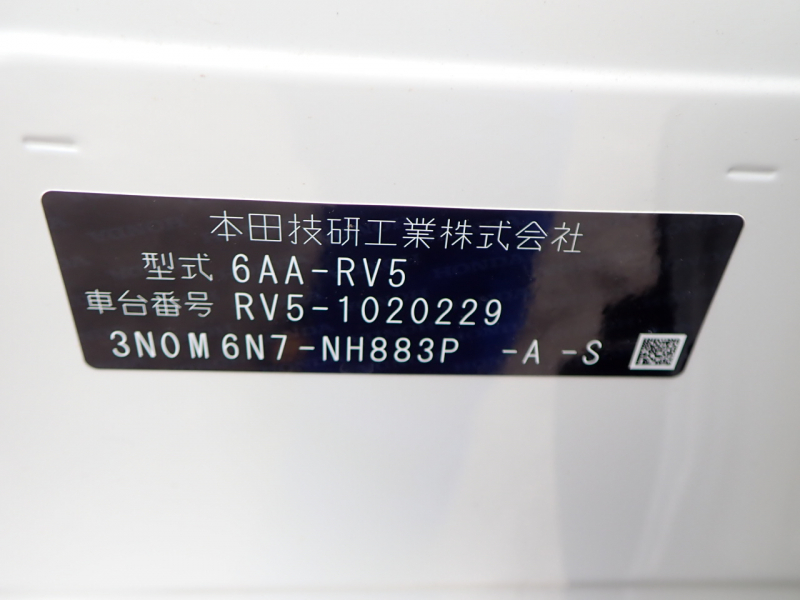 本田技研工業株式会社
型式 6AA-RV5
車台番号 RV5-1020229
3N0M6N7-NH883P -A -S